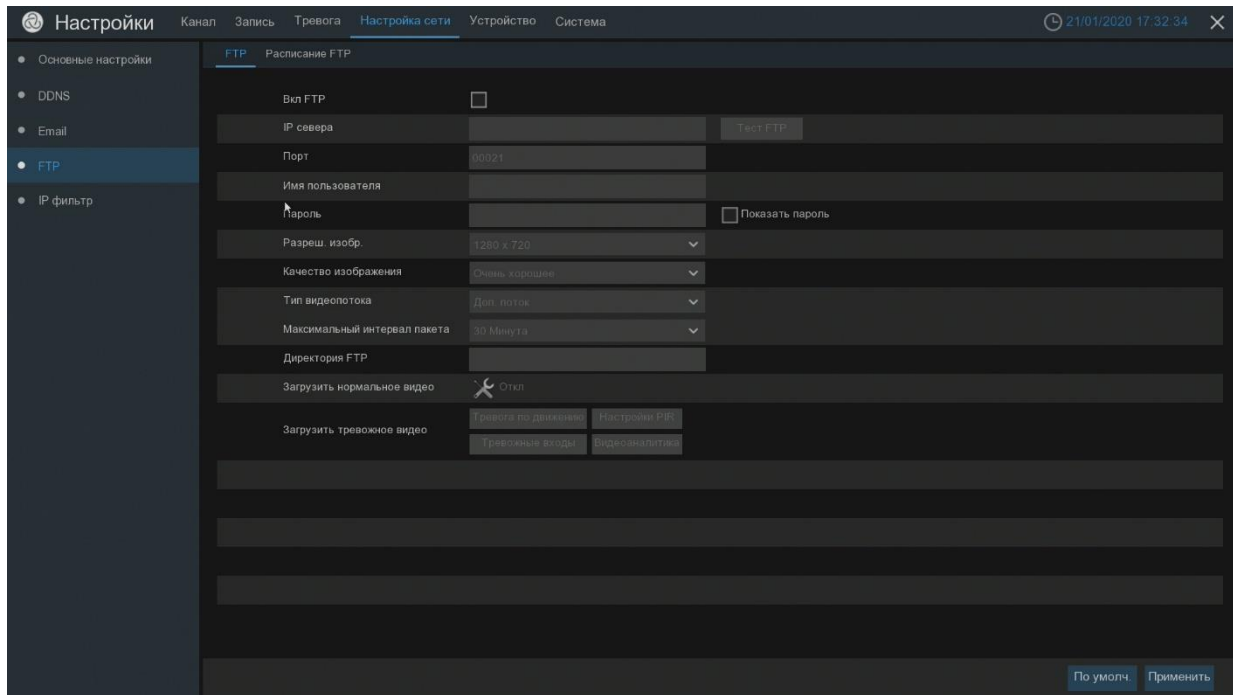 Настройки Канал Запись Тревога Настройка сети Устройство Система 21/01/2020 17:32:34
Основные настройки
DDNS
Email
FTP
IP фильтр
FTP Расписание FTP
Вкл FTP
IP севера Тест FTP
Порт 00021
Имя пользователя
Пароль Показать пароль
Разреш. изобр. 1280 x 720
Качество изображения Очень хорошее
Тип видеопотока Доп. поток
Максимальный интервал пакета 30 Минута
Директория FTP
Загрузить нормальное видео Откл
Загрузить тревожное видео
Тревога по движению Настройки PIR
Тревожные входы Видеоаналитика
По умолч. Применить